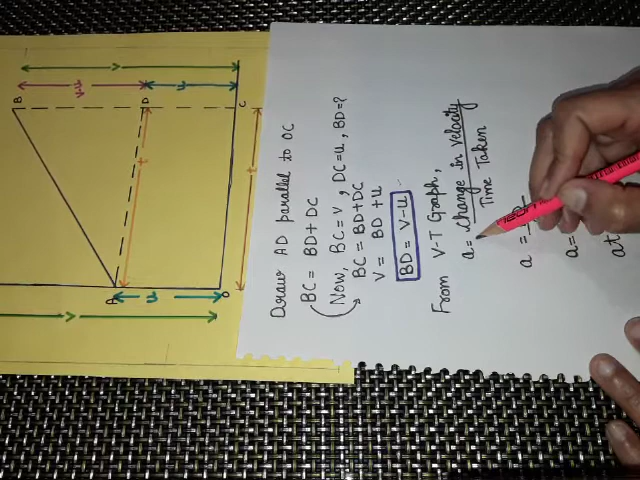 Draw AD parallel to OC
BC = BD + DC
Now, BC = V, DC = u, BD = ?
BC = BD + DC
V = BD + u
BD = V - u
From V-T Graph,
a = Change in Velocity
Time Taken
a =
a =
at
B
D
C
A
O
t
t
u
u
v